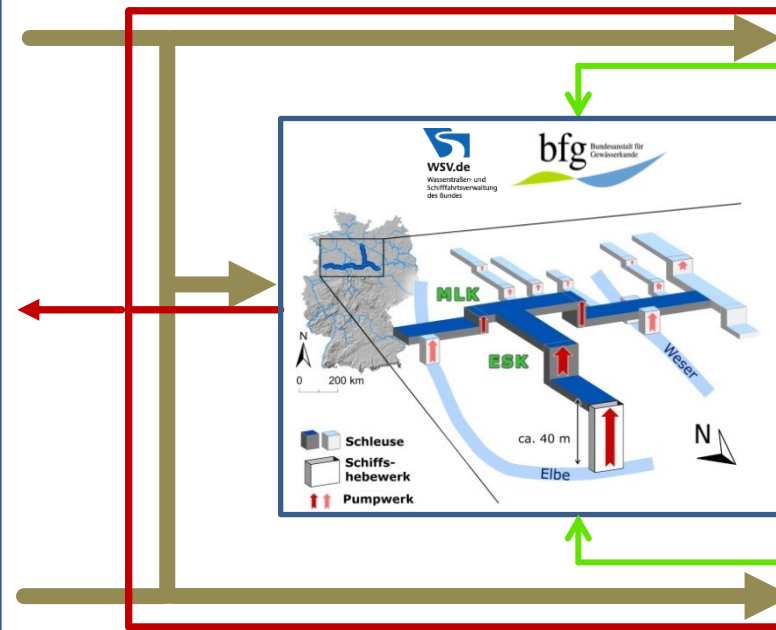 WSV.de
Wasserstraßen- und
Schifffahrtsverwaltung
des Bundes
bfg
Bundesanstalt für
Gewässerkunde
MLK
ESK
Weser
N
0 200 km
ca. 40 m
N
Elbe
Schleuse
Schiffs-
hebewerk
Pumpwerk